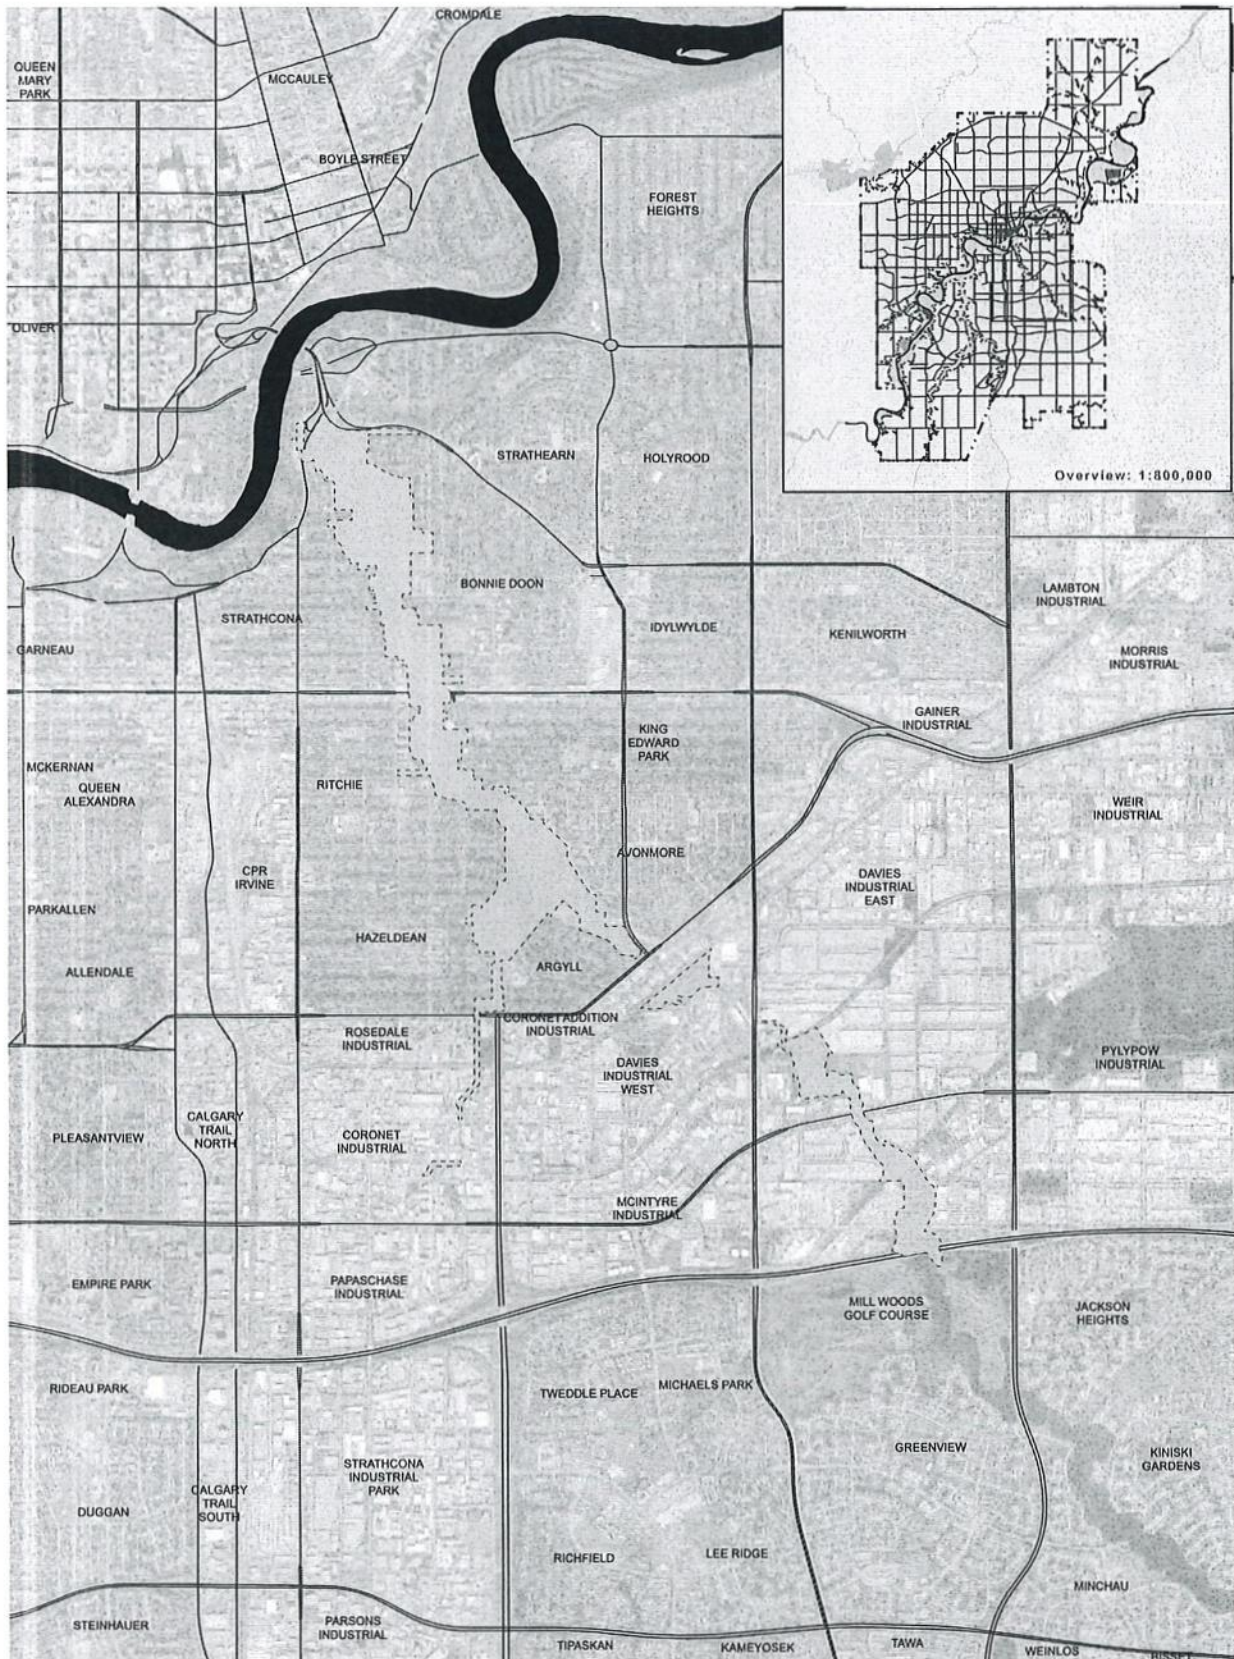 CROMDALE
QUEEN
MARY
PARK
MCCAULEY
BOYLE STREET
FOREST
HEIGHTS
OLIVER
Overview: 1:800,000
STRATHEARN
HOLYROOD
BONNIE DOON
LAMBTON
INDUSTRIAL
STRATHCONA
IDYLWYLDE
KENILWORTH
GARNEAU
MORRIS
INDUSTRIAL
GAINER
INDUSTRIAL
KING
EDWARD
PARK
MCKERNAN
QUEEN
ALEXANDRA
RITCHIE
WEIR
INDUSTRIAL
AVONMORE
CPR
IRVINE
DAVIES
INDUSTRIAL
EAST
PARKALLEN
HAZELDEAN
ALLENDALE
ARGYLL
CORONET ADDITION
INDUSTRIAL
ROSEDALE
INDUSTRIAL
DAVIES
INDUSTRIAL
WEST
PYLYPOW
INDUSTRIAL
PLEASANTVIEW
CALGARY
TRAIL
NORTH
CORONET
INDUSTRIAL
MCINTYRE
INDUSTRIAL
EMPIRE PARK
PAPASCHASE
INDUSTRIAL
MILL WOODS
GOLF COURSE
JACKSON
HEIGHTS
RIDEAU PARK
TWEDDLE PLACE
MICHAELS PARK
GREENVIEW
KINISKI
GARDENS
STRATHCONA
INDUSTRIAL
PARK
DUGGAN
CALGARY
TRAIL
SOUTH
RICHFIELD
LEE RIDGE
MINCHAU
STEINHAUER
PARSONS
INDUSTRIAL
TIPASKAN
KAMEYOSEK
TAWA
WEINLOS
BISSET